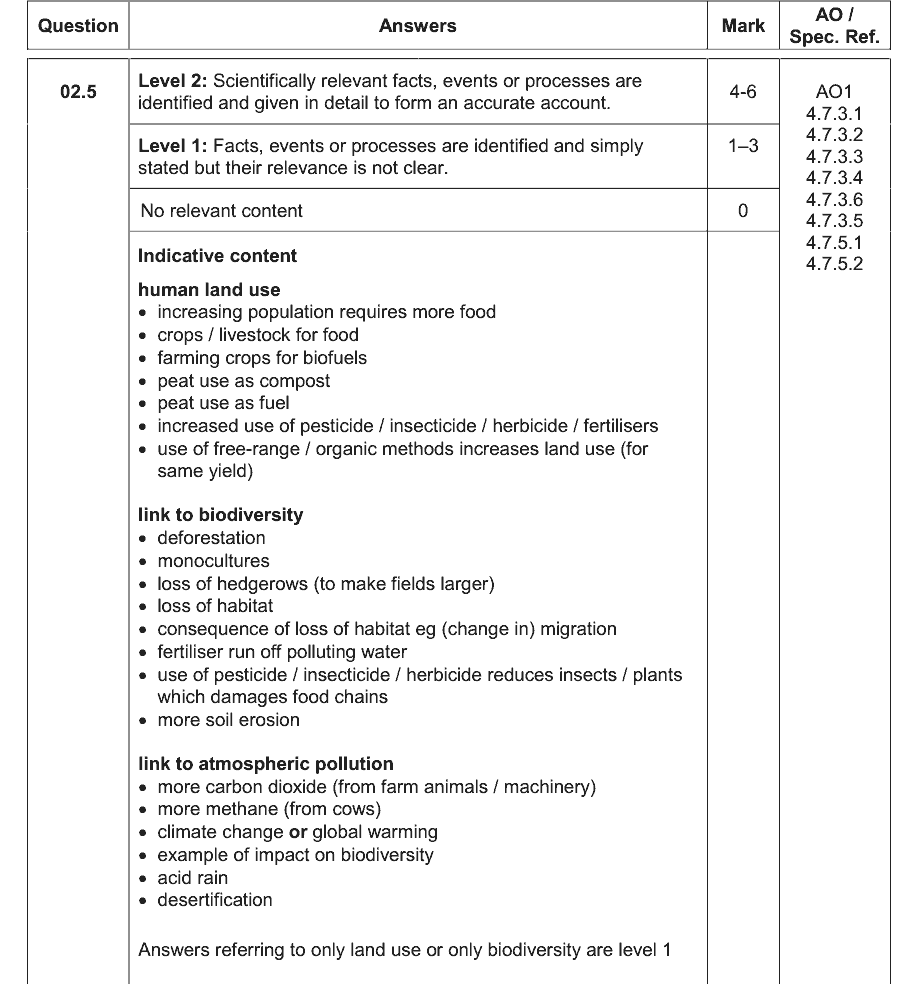 Question Answers Mark AO /
Spec. Ref.
02.5
Level 2: Scientifically relevant facts, events or processes are
identified and given in detail to form an accurate account.
4-6
Level 1: Facts, events or processes are identified and simply
stated but their relevance is not clear.
1–3
No relevant content
0
AO1
4.7.3.1
4.7.3.2
4.7.3.3
4.7.3.4
4.7.3.6
4.7.3.5
4.7.5.1
4.7.5.2
Indicative content
human land use
• increasing population requires more food
• crops / livestock for food
• farming crops for biofuels
• peat use as compost
• peat use as fuel
• increased use of pesticide / insecticide / herbicide / fertilisers
• use of free-range / organic methods increases land use (for
same yield)
link to biodiversity
• deforestation
• monocultures
• loss of hedgerows (to make fields larger)
• loss of habitat
• consequence of loss of habitat eg (change in) migration
• fertiliser run off polluting water
• use of pesticide / insecticide / herbicide reduces insects / plants
which damages food chains
• more soil erosion
link to atmospheric pollution
• more carbon dioxide (from farm animals / machinery)
• more methane (from cows)
• climate change or global warming
• example of impact on biodiversity
• acid rain
• desertification
Answers referring to only land use or only biodiversity are level 1